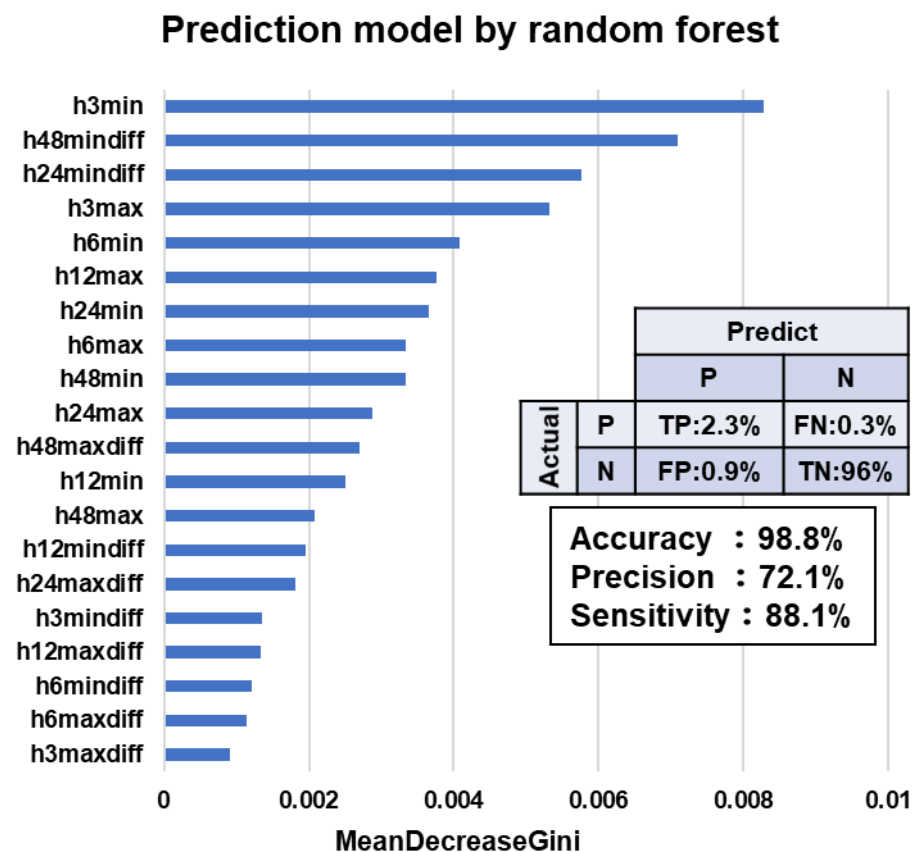 Prediction model by random forest
h3min
h48mindiff
h24mindiff
h3max
h6min
h12max
h24min
h6max
h48min
h24max
h48maxdiff
h12min
h48max
h12mindiff
h24maxdiff
h3mindiff
h12maxdiff
h6mindiff
h6maxdiff
h3maxdiff
0 0.002 0.004 0.006 0.008 0.01
MeanDecreaseGini
Predict
P N
Actual
P TP:2.3% FN:0.3%
N FP:0.9% TN:96%
Accuracy : 98.8%
Precision : 72.1%
Sensitivity : 88.1%